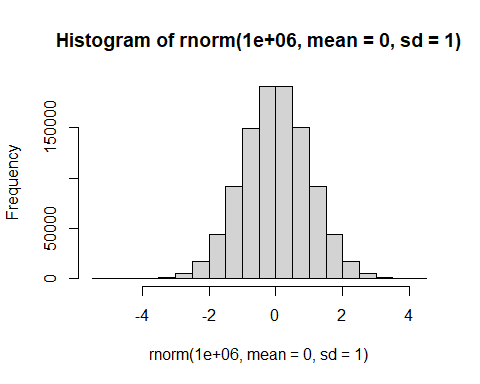 Histogram of rnorm(1e+06, mean = 0, sd = 1)
Frequency
150000
50000
0
-4 -2 0 2 4
rnorm(1e+06, mean = 0, sd = 1)